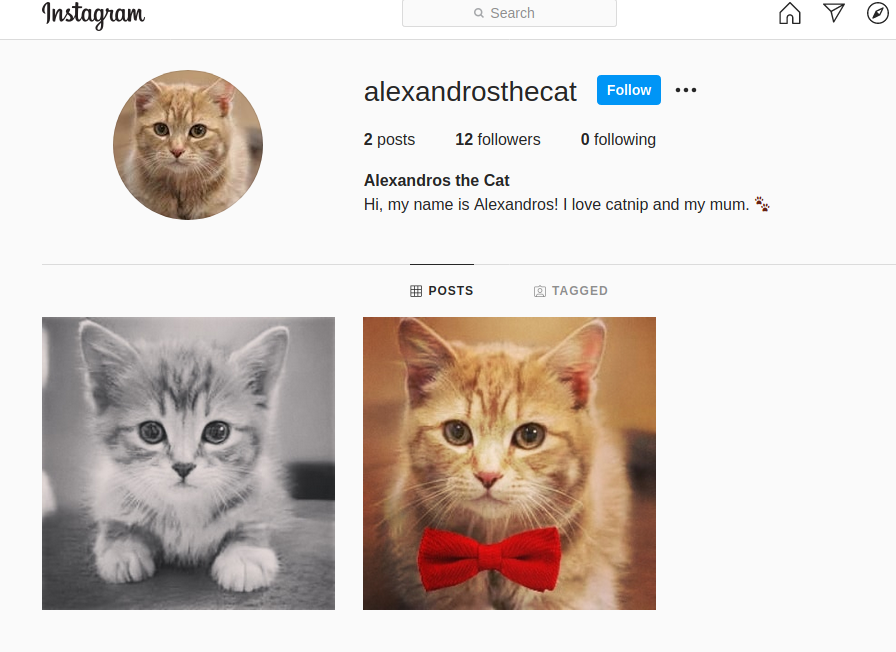 Instagram
Search
alexandrosthecat Follow
2 posts 12 followers 0 following
Alexandros the Cat
Hi, my name is Alexandros! I love catnip and my mum. 🐾
POSTS TAGGED